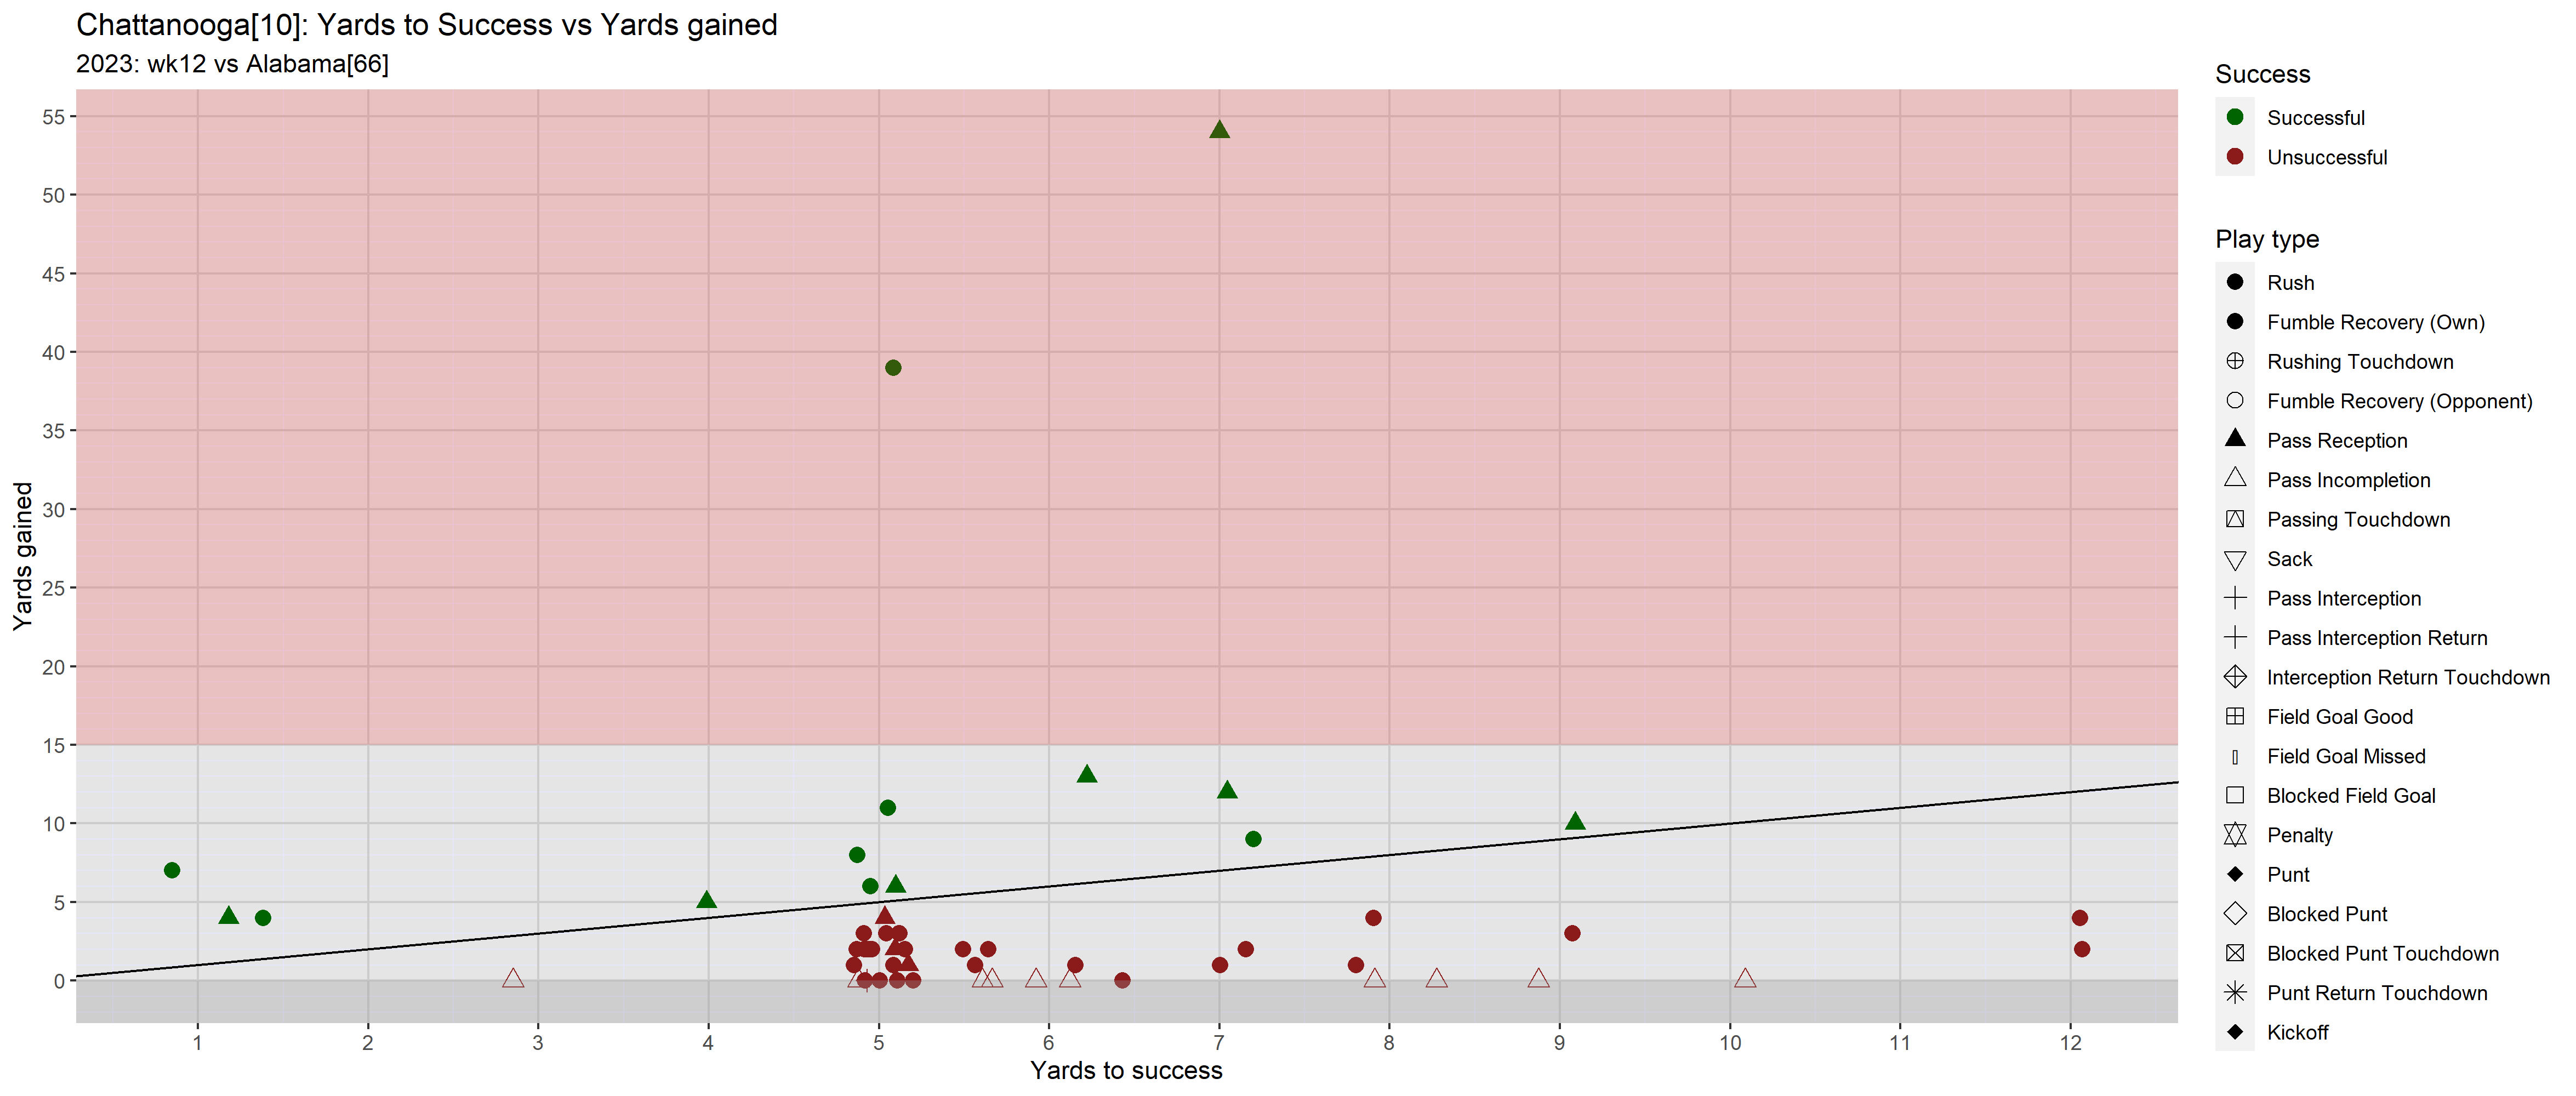 Chattanooga[10]: Yards to Success vs Yards gained
2023: wk12 vs Alabama[66]
Yards gained
55
50
45
40
35
30
25
20
15
10
5
0
1 2 3 4 5 6 7 8 9 10 11 12
Yards to success
Success
Successful
Unsuccessful
Play type
Rush
Fumble Recovery (Own)
Rushing Touchdown
Fumble Recovery (Opponent)
Pass Reception
Pass Incompletion
Passing Touchdown
Sack
Pass Interception
Pass Interception Return
Interception Return Touchdown
Field Goal Good
Field Goal Missed
Blocked Field Goal
Penalty
Punt
Blocked Punt
Blocked Punt Touchdown
Punt Return Touchdown
Kickoff